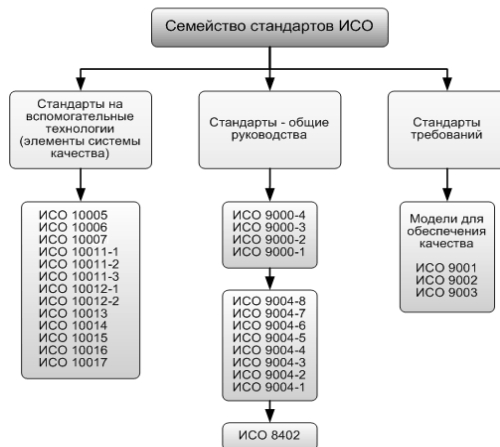 Семейство стандартов ИСО
Стандарты на
вспомогательные
технологии
(элементы системы
качества)
Стандарты - общие
руководства
Стандарты
требований
ИСО 10005
ИСО 10006
ИСО 10007
ИСО 10011-1
ИСО 10011-2
ИСО 10011-3
ИСО 10012-1
ИСО 10012-2
ИСО 10013
ИСО 10014
ИСО 10015
ИСО 10016
ИСО 10017
ИСО 9000-4
ИСО 9000-3
ИСО 9000-2
ИСО 9000-1
ИСО 9004-8
ИСО 9004-7
ИСО 9004-6
ИСО 9004-5
ИСО 9004-4
ИСО 9004-3
ИСО 9004-2
ИСО 9004-1
ИСО 8402
Модели для
обеспечения
качества
ИСО 9001
ИСО 9002
ИСО 9003